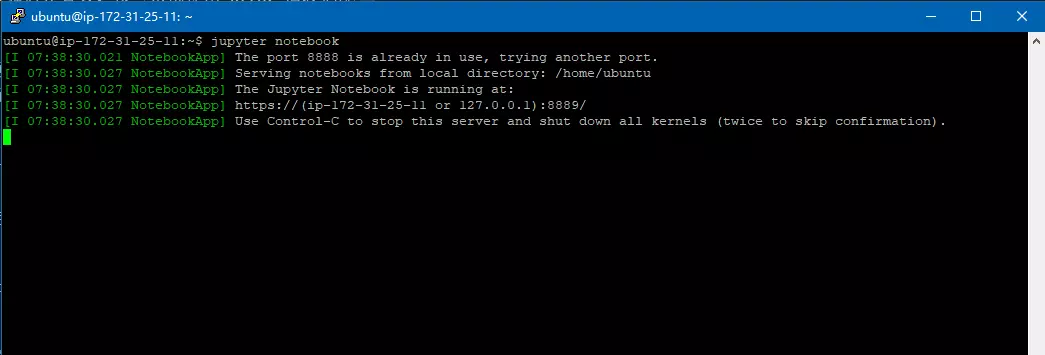 ubuntu@ip-172-31-25-11: ~
ubuntu@ip-172-31-25-11:~$ jupyter notebook
[I 07:38:30.021 NotebookApp] The port 8888 is already in use, trying another port.
[I 07:38:30.027 NotebookApp] Serving notebooks from local directory: /home/ubuntu
[I 07:38:30.027 NotebookApp] The Jupyter Notebook is running at:
[I 07:38:30.027 NotebookApp] https://(ip-172-31-25-11 or 127.0.0.1):8889/
[I 07:38:30.027 NotebookApp] Use Control-C to stop this server and shut down all kernels (twice to skip confirmation).